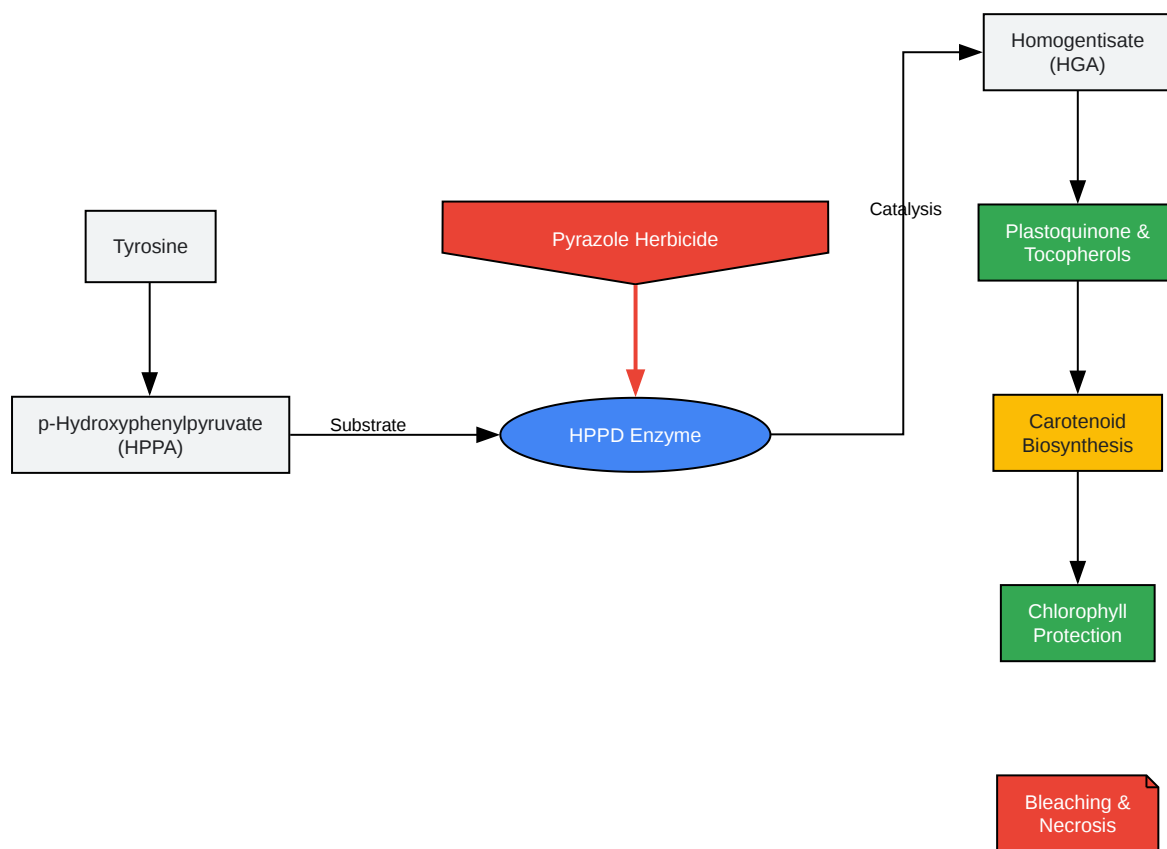 Tyrosine
p-Hydroxyphenylpyruvate
(HPPA)
Substrate
Pyrazole Herbicide
HPPD Enzyme
Catalysis
Homogentisate
(HGA)
Plastoquinone &
Tocopherols
Carotenoid
Biosynthesis
Chlorophyll
Protection
Bleaching &
Necrosis